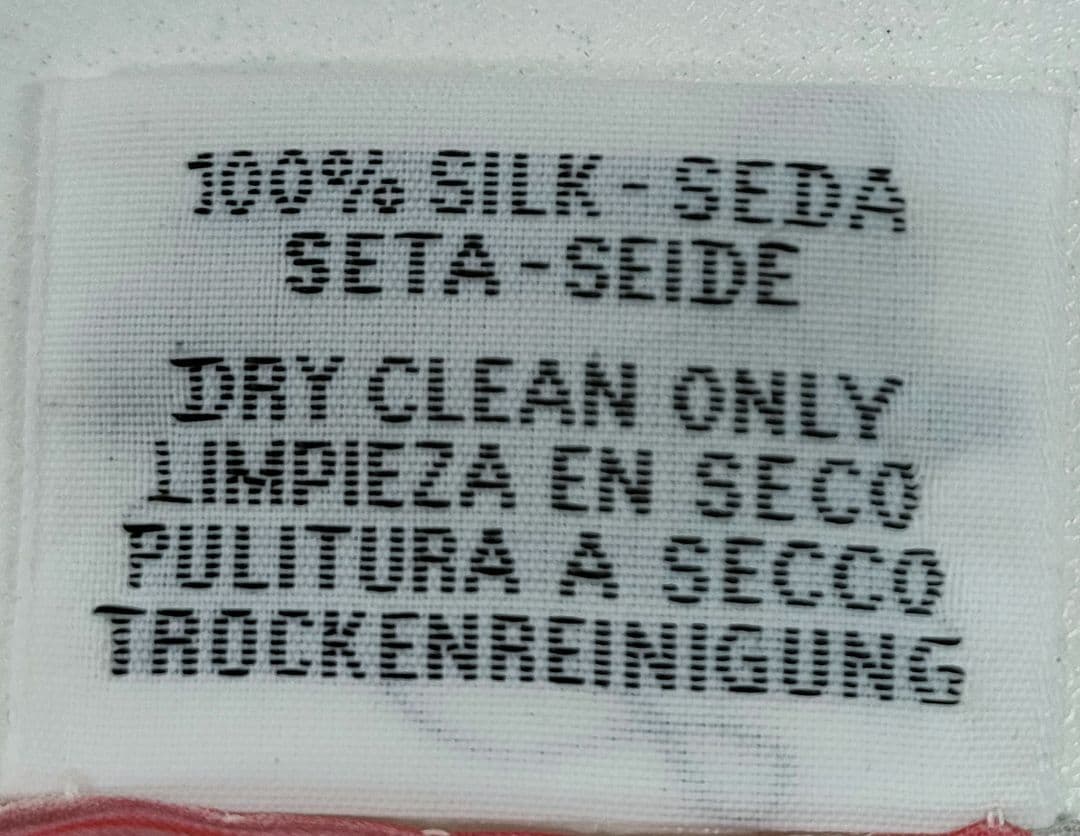 100% SILK - SEDA
SETA - SEIDE
DRY CLEAN ONLY
LIMPIEZA EN SECO
PULITURA A SECCO
TROCKENREINIGUNG